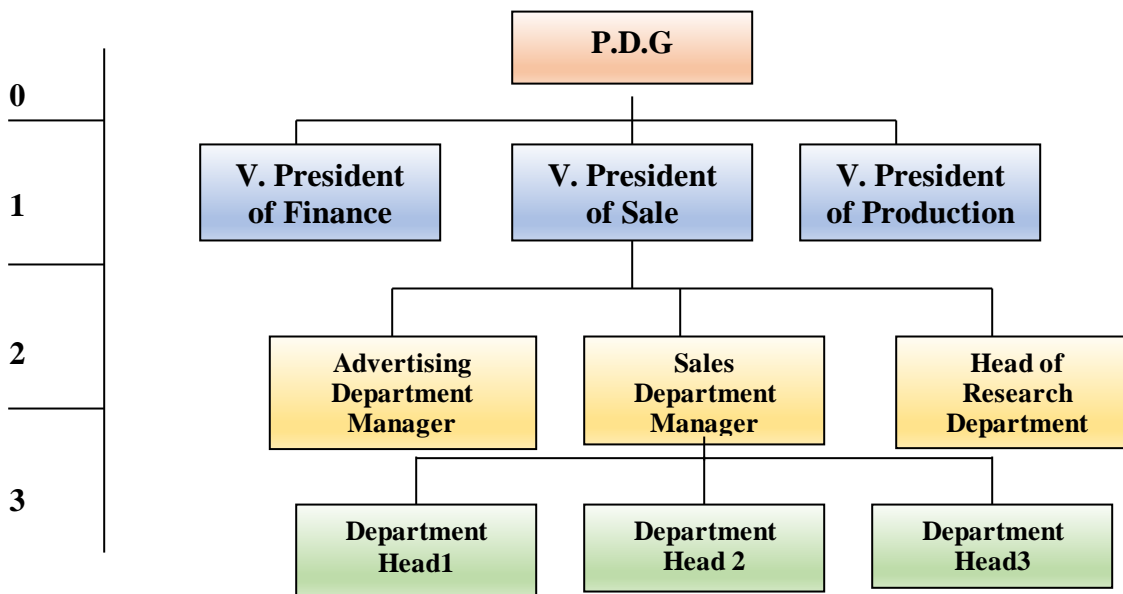 P.D.G
0
V. President
of Finance
V. President
of Sale
V. President
of Production
1
Advertising
Department
Manager
Sales
Department
Manager
Head of
Research
Department
2
Department
Head1
Department
Head 2
Department
Head3
3